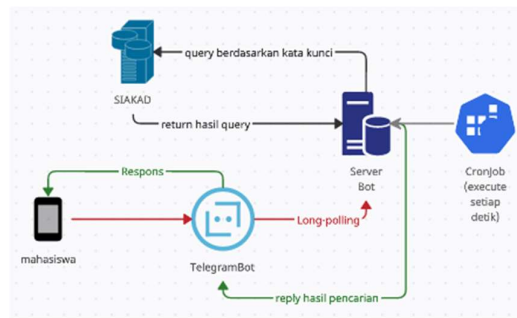 query berdasarkan kata kunci
SIAKAD
return hasil query
Server
Bot
CronJob
(execute
setiap
detik)
Respons
Long-polling
mahasiswa
TelegramBot
reply hasil pencarian